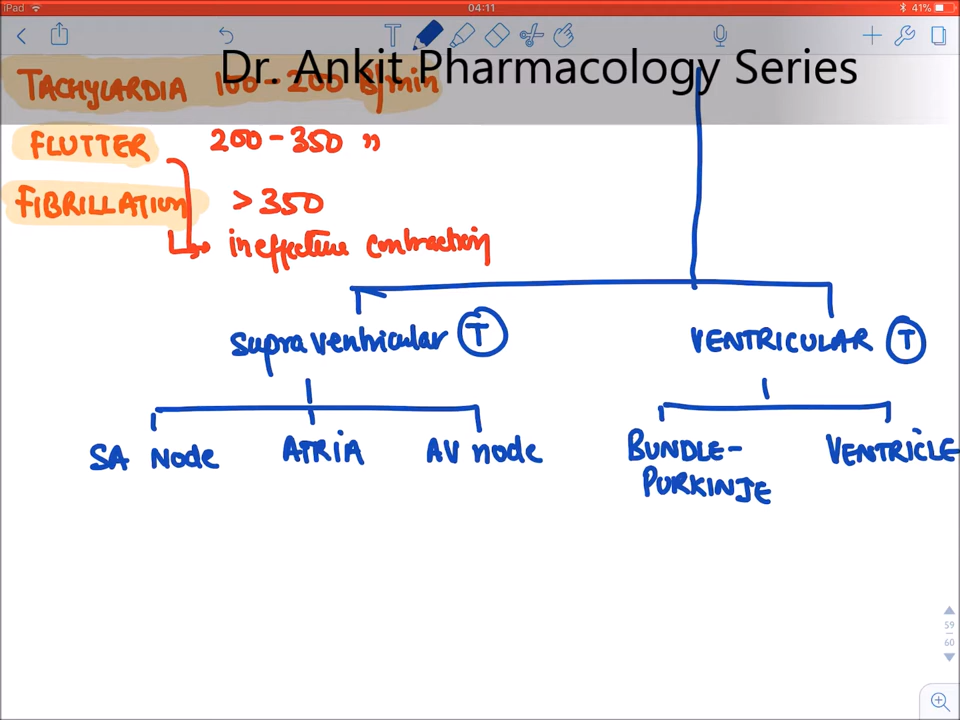 iPad 04:11 41%
Dr. Ankit Pharmacology Series
TACHYCARDIA 100-200 B/min
FLUTTER 200-350 "
FIBRILLATION >350
ineffective contraction
Supraventricular T VENTRICULAR T
SA Node ATRIA AV node BUNDLE- VENTRICLE
PURKINJE
59
60